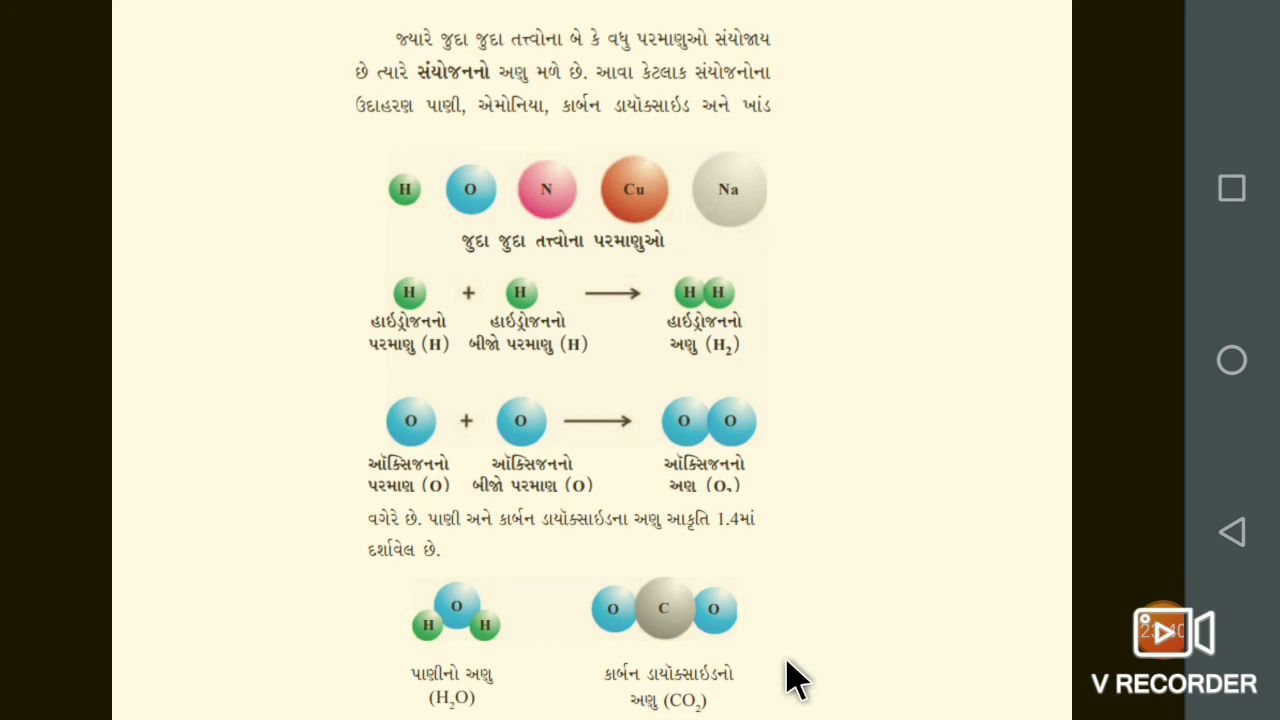 જ્યારે જુદા જુદા તત્ત્વોના બે કે વધુ પરમાણુઓ સંયોજાય
છે ત્યારે સંયોજનનો અણુ મળે છે. આવા કેટલાક સંયોજનોના
ઉદાહરણ પાણી, એમોનિયા, કાર્બન ડાયૉક્સાઇડ અને ખાંડ
H O N Cu Na
જુદા જુદા તત્ત્વોના પરમાણુઓ
H + H ⟶ H H
હાઇડ્રોજનનો હાઇડ્રોજનનો હાઇડ્રોજનનો
પરમાણુ (H) બીજો પરમાણુ (H) અણુ (H₂)
O + O ⟶ O O
ઑક્સિજનનો ઑક્સિજનનો ઑક્સિજનનો
પરમાણુ (O) બીજો પરમાણુ (O) અણુ (O₂)
વગેરે છે. પાણી અને કાર્બન ડાયૉક્સાઇડના અણુ આકૃતિ 1.4માં
દર્શાવેલ છે.
H O H O C O
પાણીનો અણુ કાર્બન ડાયૉક્સાઇડનો
(H₂O) અણુ (CO₂)
V RECORDER